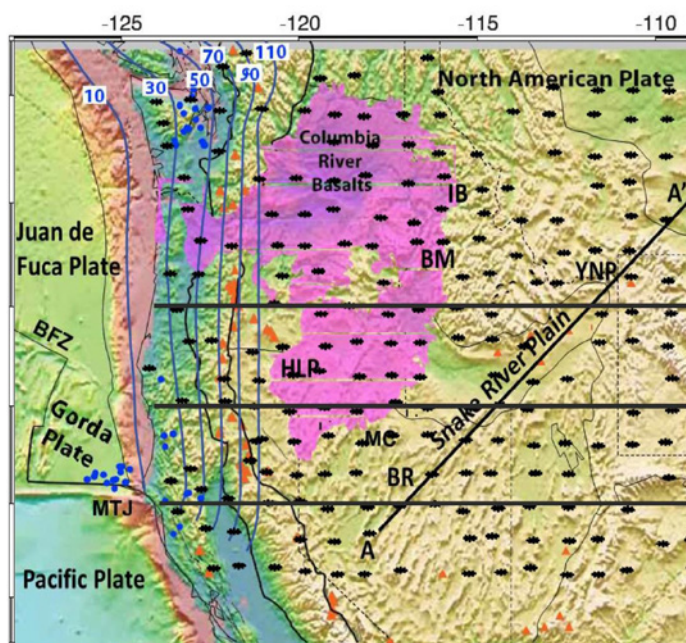 -125
-120
-115
-110
10
30
50
70
90
110
North American Plate
Columbia
River
Basalts
IB
A'
Juan de
Fuca Plate
BM
YNP
BFZ
HLP
Snake River Plain
Gorda
Plate
MC
BR
MTJ
A
Pacific Plate